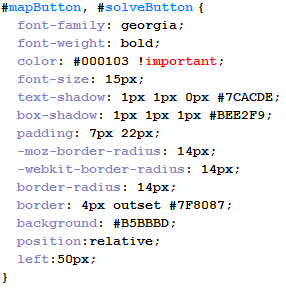 #mapButton, #solveButton {
font-family: georgia;
font-weight: bold;
color: #000103 !important;
font-size: 15px;
text-shadow: 1px 1px 0px #7CACDE;
box-shadow: 1px 1px 1px #BEE2F9;
padding: 7px 22px;
-moz-border-radius: 14px;
-webkit-border-radius: 14px;
border-radius: 14px;
border: 4px outset #7F8087;
background: #B5BBBD;
position:relative;
left:50px;
}